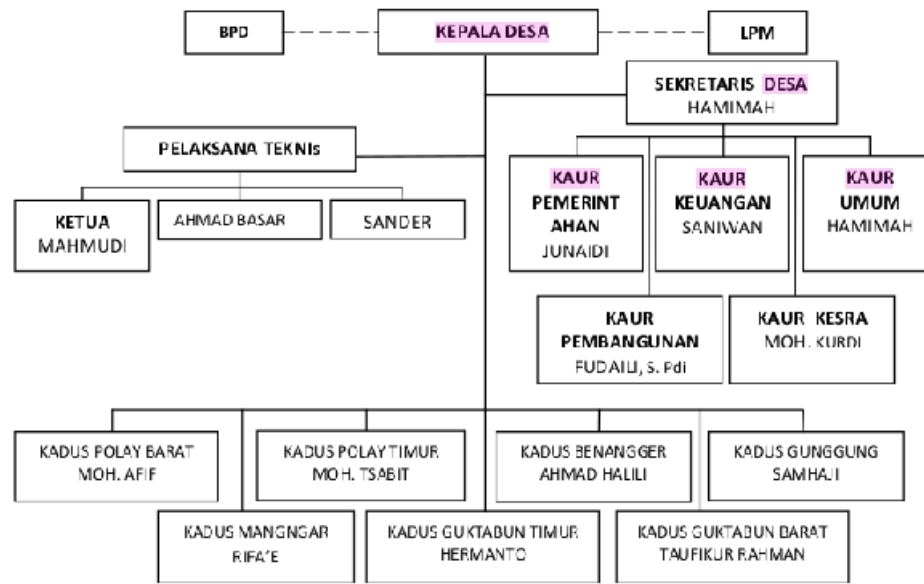 BPD
KEPALA DESA
LPM
SEKRETARIS DESA
HAMIMAH
PELAKSANA TEKNIs
KETUA
MAHMUDI
AHMAD BASAR
SANDER
KAUR
PEMERINT
AHAN
JUNAIDI
KAUR
KEUANGAN
SANIWAN
KAUR
UMUM
HAMIMAH
KAUR
PEMBANGUNAN
FUDAILI, S. Pdi
KAUR KESRA
MOH. KURDI
KADUS POLAY BARAT
MOH. AFIF
KADUS POLAY TIMUR
MOH. TSABIT
KADUS BENANGGER
AHMAD HALILI
KADUS GUNGGUNG
SAMHAJI
KADUS MANGNGAR
RIFA'E
KADUS GUKTABUN TIMUR
HERMANTO
KADUS GUKTABUN BARAT
TAUFIKUR RAHMAN